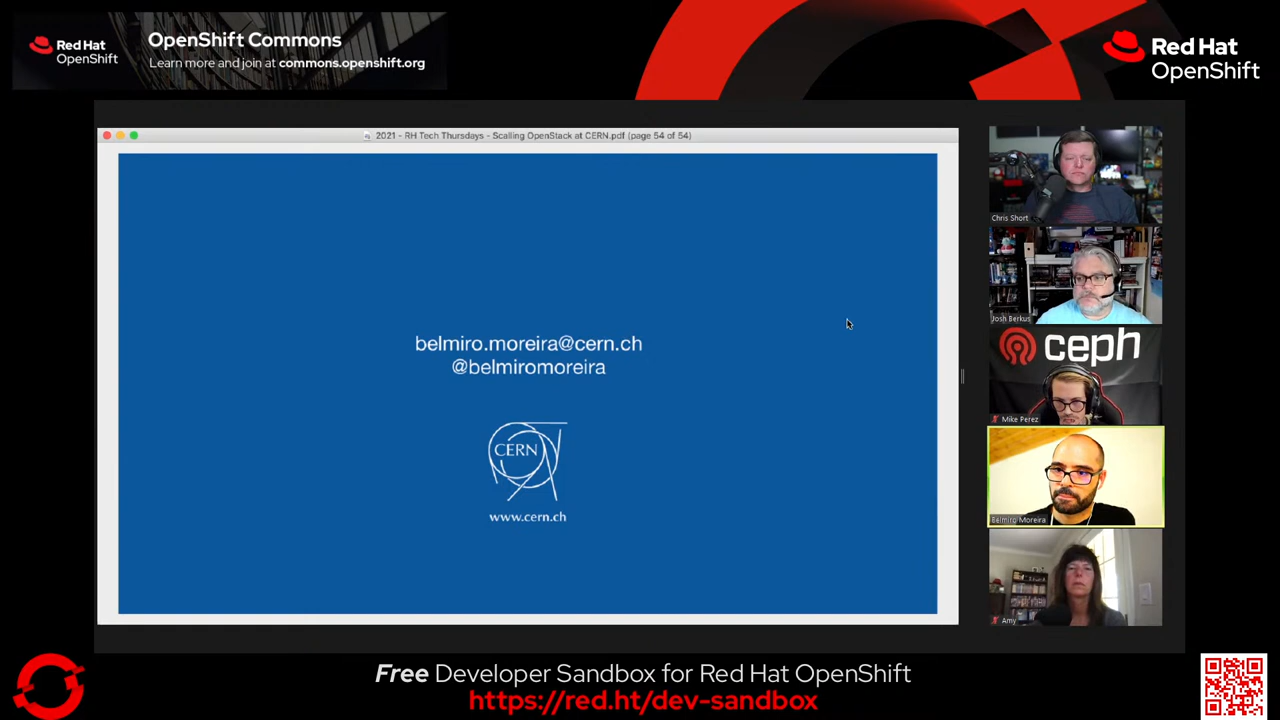 Red Hat
OpenShift
OpenShift Commons
Learn more and join at commons.openshift.org
Red Hat
OpenShift
2021 - RH Tech Thursdays - Scalling OpenStack at CERN.pdf (page 54 of 54)
belmiro.moreira@cern.ch
@belmiromoreira
CERN
www.cern.ch
Chris Short
Josh Berkus
ceph
Mike Perez
Belmiro Moreira
Amy
Free Developer Sandbox for Red Hat OpenShift
https://red.ht/dev-sandbox